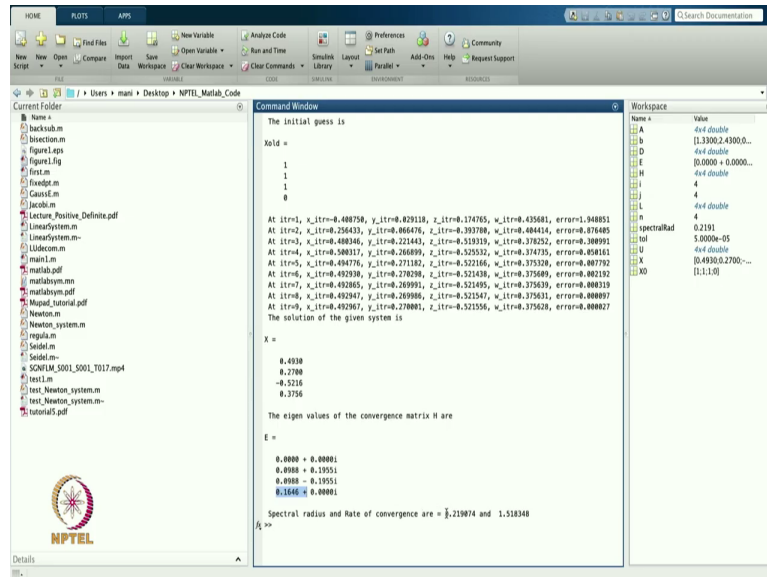 HOME PLOTS APPS
Search Documentation
New Script
New
Open
Find Files
Compare
Import Data
Save Workspace
New Variable
Open Variable
Clear Workspace
Analyze Code
Run and Time
Clear Commands
Simulink Library
Layout
Preferences
Set Path
Parallel
Add-Ons
Help
Community
Request Support
FILE VARIABLE CODE SIMULINK ENVIRONMENT RESOURCES
/ Users mani Desktop NPTEL_Matlab_Code
Current Folder
Name
backsub.m
bisection.m
figure1.eps
figure1.fig
first.m
fixedpt.m
GaussE.m
Jacobi.m
Lecture_Positive_Definite.pdf
LinearSystem.m
LinearSystem.m~
LUdecom.m
main1.m
matlab.pdf
matlabsym.mn
matlabsym.pdf
Mupad_tutorial.pdf
Newton.m
Newton_system.m
regula.m
Seidel.m
Seidel.m~
SGNFLM_S001_S001_T017.mp4
test1.m
test_Newton_system.m
test_Newton_system.m~
tutorial5.pdf
NPTEL
Details
Command Window
The initial guess is
Xold =
1
1
1
0
At itr=1, x_itr=-0.408750, y_itr=0.029118, z_itr=0.174765, w_itr=0.435681, error=1.948851
At itr=2, x_itr=0.256433, y_itr=0.066476, z_itr=-0.393780, w_itr=0.404414, error=0.876405
At itr=3, x_itr=0.480346, y_itr=0.221443, z_itr=-0.519319, w_itr=0.378252, error=0.300991
At itr=4, x_itr=0.500317, y_itr=0.266899, z_itr=-0.525532, w_itr=0.374735, error=0.050161
At itr=5, x_itr=0.494776, y_itr=0.271182, z_itr=-0.522166, w_itr=0.375320, error=0.007792
At itr=6, x_itr=0.492930, y_itr=0.270298, z_itr=-0.521438, w_itr=0.375609, error=0.002192
At itr=7, x_itr=0.492865, y_itr=0.269991, z_itr=-0.521495, w_itr=0.375639, error=0.000319
At itr=8, x_itr=0.492947, y_itr=0.269986, z_itr=-0.521547, w_itr=0.375631, error=0.000097
At itr=9, x_itr=0.492967, y_itr=0.270001, z_itr=-0.521556, w_itr=0.375628, error=0.000027
The solution of the given system is
X =
0.4930
0.2700
-0.5216
0.3756
The eigen values of the convergence matrix H are
E =
0.0000 + 0.0000i
0.0988 + 0.1955i
0.0988 - 0.1955i
0.1646 + 0.0000i
Spectral radius and Rate of convergence are = 0.219074 and 1.518348
fx >>
Workspace
Name Value
A 4x4 double
b [1.3300;2.4300;0...
D 4x4 double
E [0.0000 + 0.0000...
H 4x4 double
i 4
j 4
L 4x4 double
n 4
spectralRad 0.2191
tol 5.0000e-05
U 4x4 double
X [0.4930;0.2700;-...
X0 [1;1;1;0]